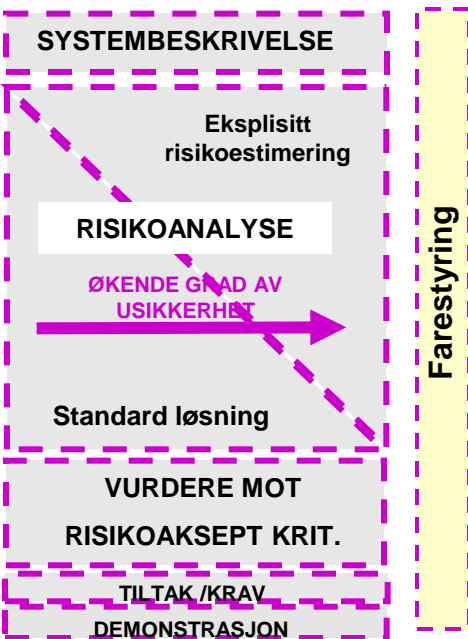 SYSTEMBESKRIVELSE
Eksplisitt
risikoestimering
RISIKOANALYSE
ØKENDE GRAD AV
USIKKERHET
Standard løsning
VURDERE MOT
RISIKOAKSEPT KRIT.
TILTAK /KRAV
DEMONSTRASJON
Farestyring